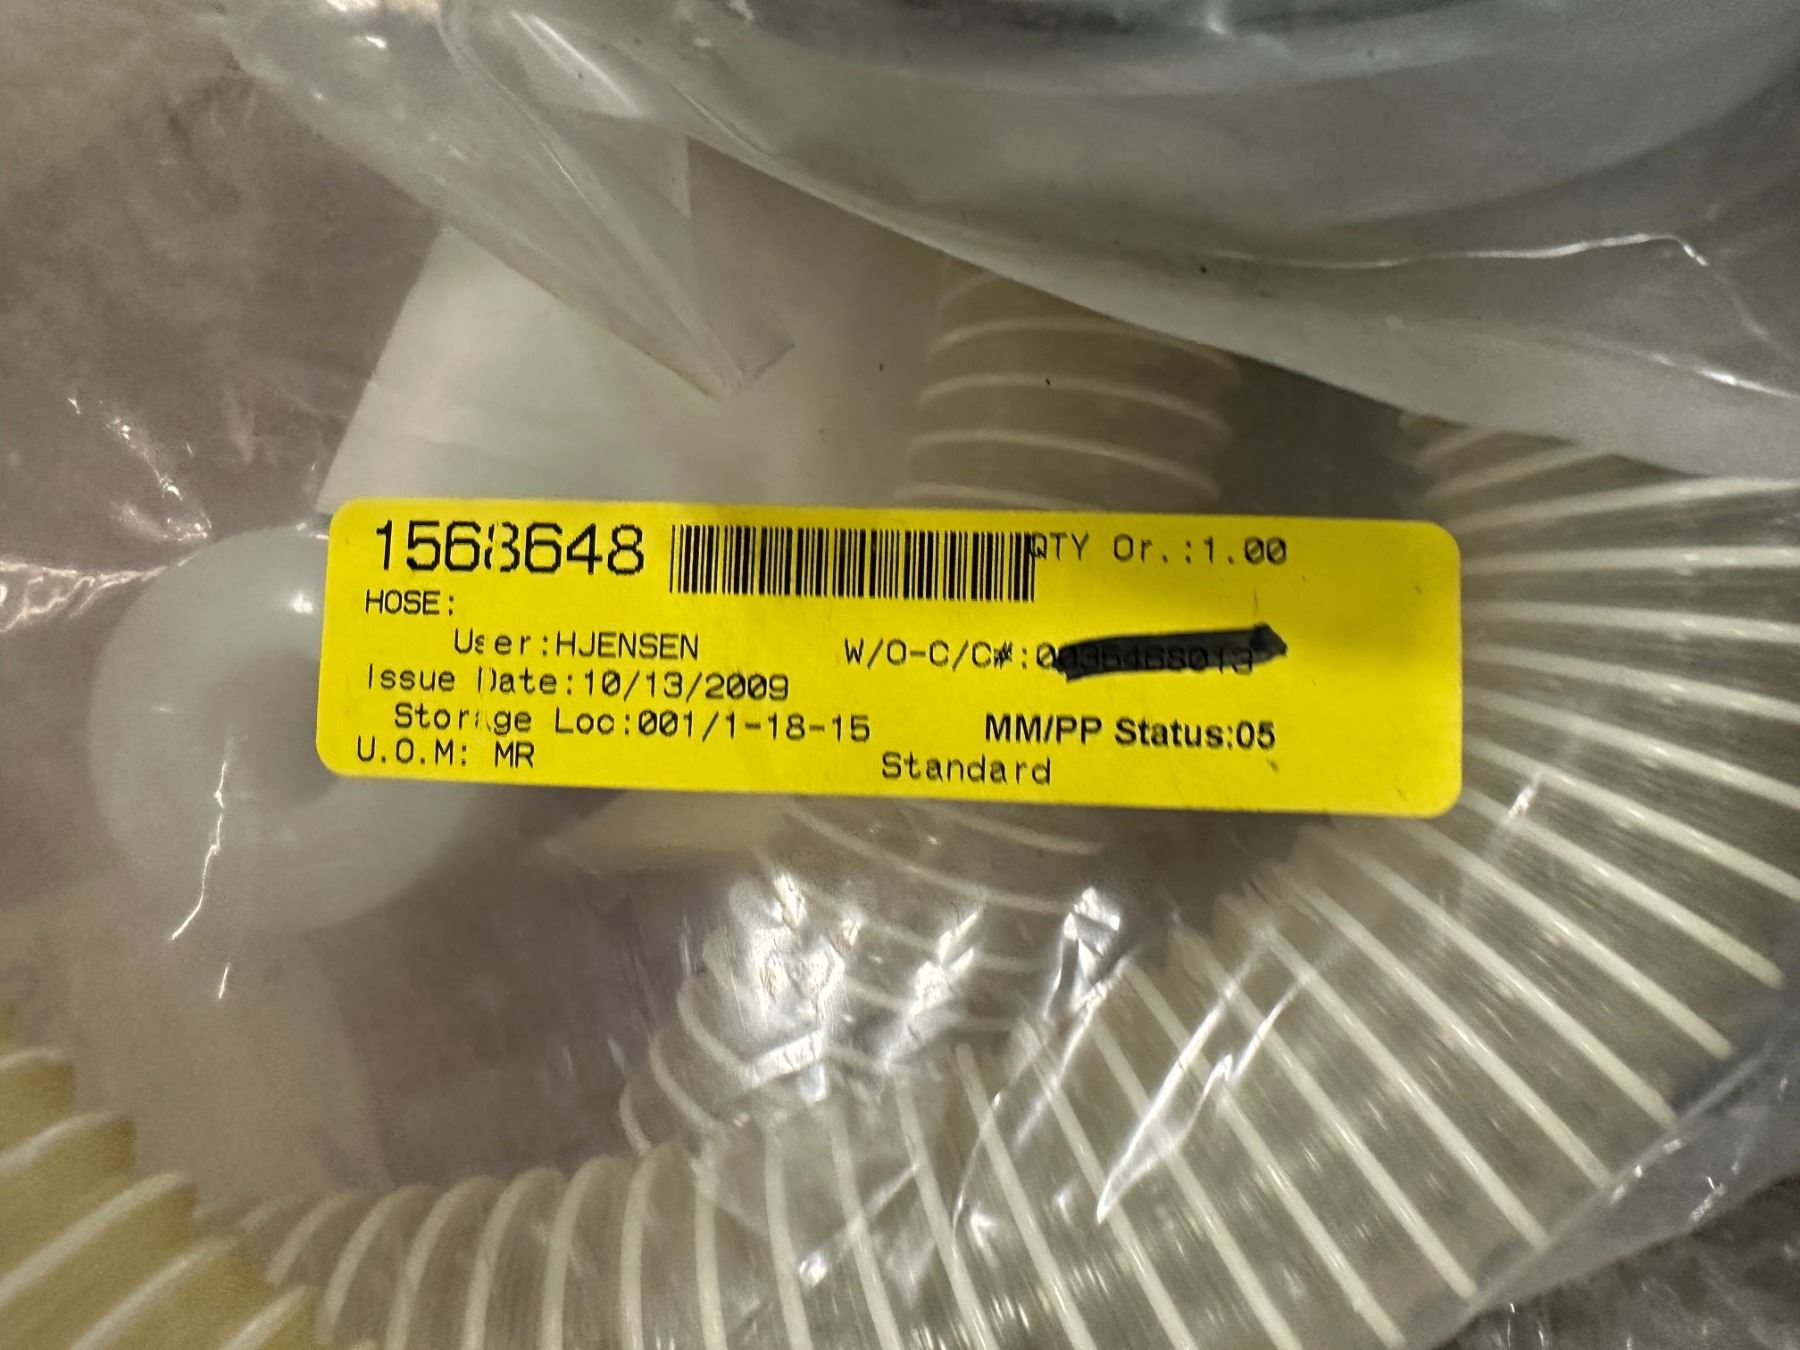 1568648 QTY Or.:1.00
HOSE:
User:HJENSEN W/O-C/C#:
Issue Date:10/13/2009
Storage Loc:001/1-18-15 MM/PP Status:05
U.O.M: MR Standard